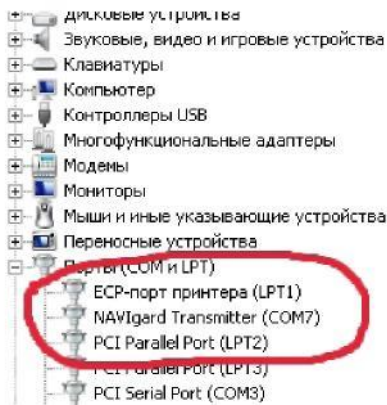 Дисковые устройства
Звуковые, видео и игровые устройства
Клавиатуры
Компьютер
Контроллеры USB
Многофункциональные адаптеры
Модемы
Мониторы
Мыши и иные указывающие устройства
Переносные устройства
Порты (COM и LPT)
ECP-порт принтера (LPT1)
NAVIgard Transmitter (COM7)
PCI Parallel Port (LPT2)
PCI Parallel Port (LPT3)
PCI Serial Port (COM3)